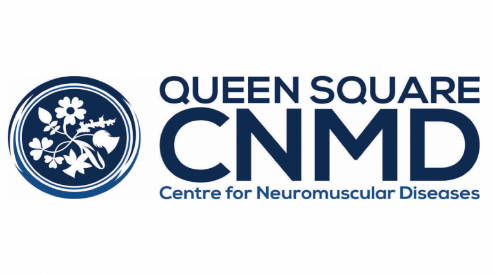 QUEEN SQUARE
CNMD
Centre for Neuromuscular Diseases